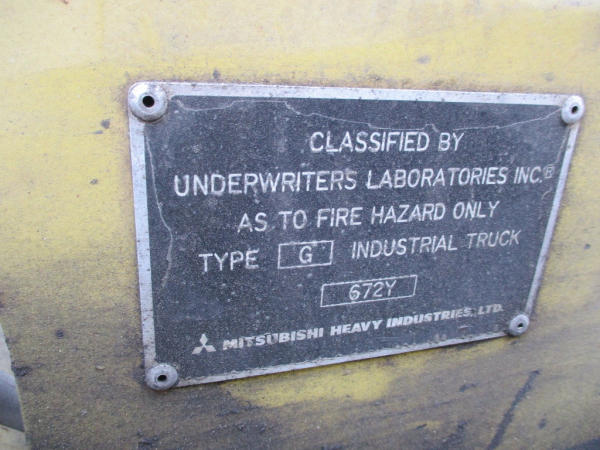 CLASSIFIED BY
UNDERWRITERS LABORATORIES INC.®
AS TO FIRE HAZARD ONLY
TYPE G INDUSTRIAL TRUCK
672Y
MITSUBISHI HEAVY INDUSTRIES, LTD.